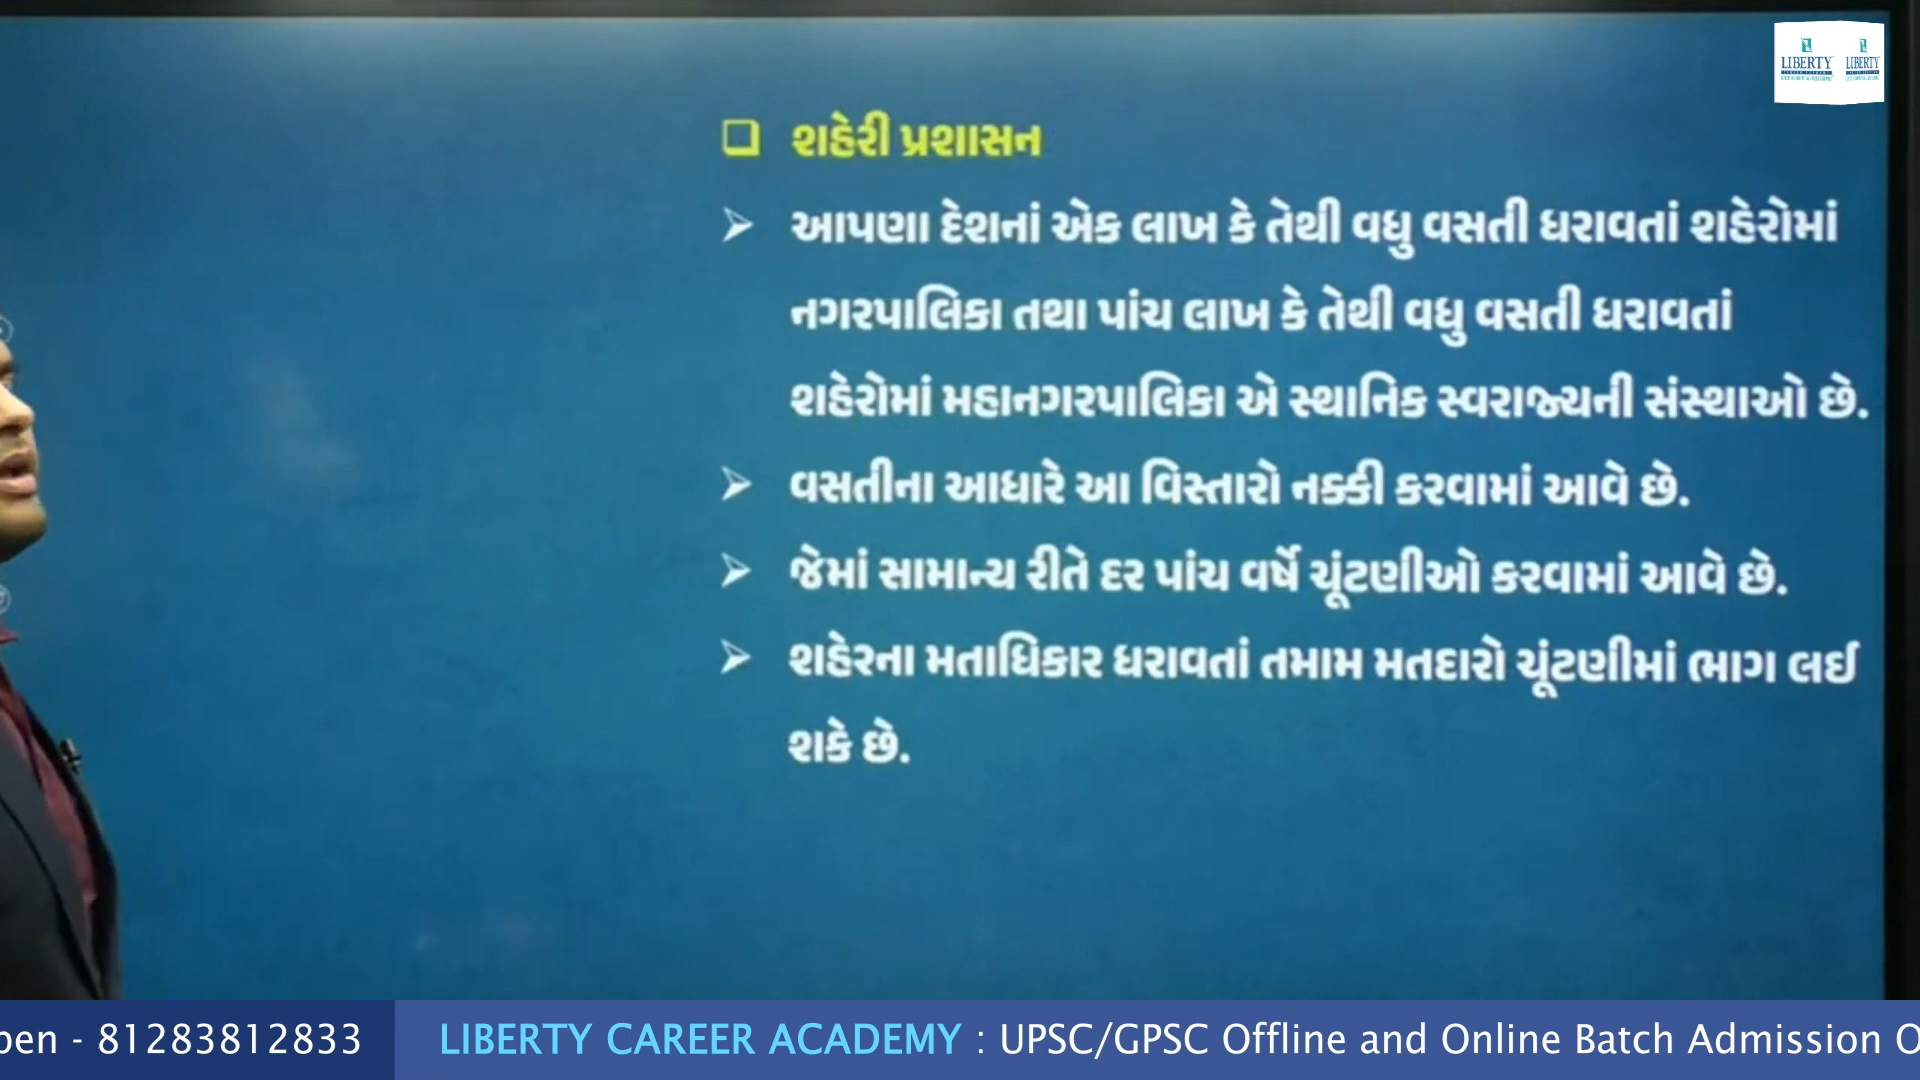 LIBERTY LIBERTY
❑ શહેરી પ્રશાસન
➢ આપણા દેશનાં એક લાખ કે તેથી વધુ વસતી ધરાવતાં શહેરોમાં
નગરપાલિકા તથા પાંચ લાખ કે તેથી વધુ વસતી ધરાવતાં
શહેરોમાં મહાનગરપાલિકા એ સ્થાનિક સ્વરાજ્યની સંસ્થાઓ છે.
➢ વસતીના આધારે આ વિસ્તારો નક્કી કરવામાં આવે છે.
➢ જેમાં સામાન્ય રીતે દર પાંચ વર્ષે ચૂંટણીઓ કરવામાં આવે છે.
➢ શહેરના મતાધિકાર ધરાવતાં તમામ મતદારો ચૂંટણીમાં ભાગ લઈ
શકે છે.
pen - 81283812833 LIBERTY CAREER ACADEMY : UPSC/GPSC Offline and Online Batch Admission O